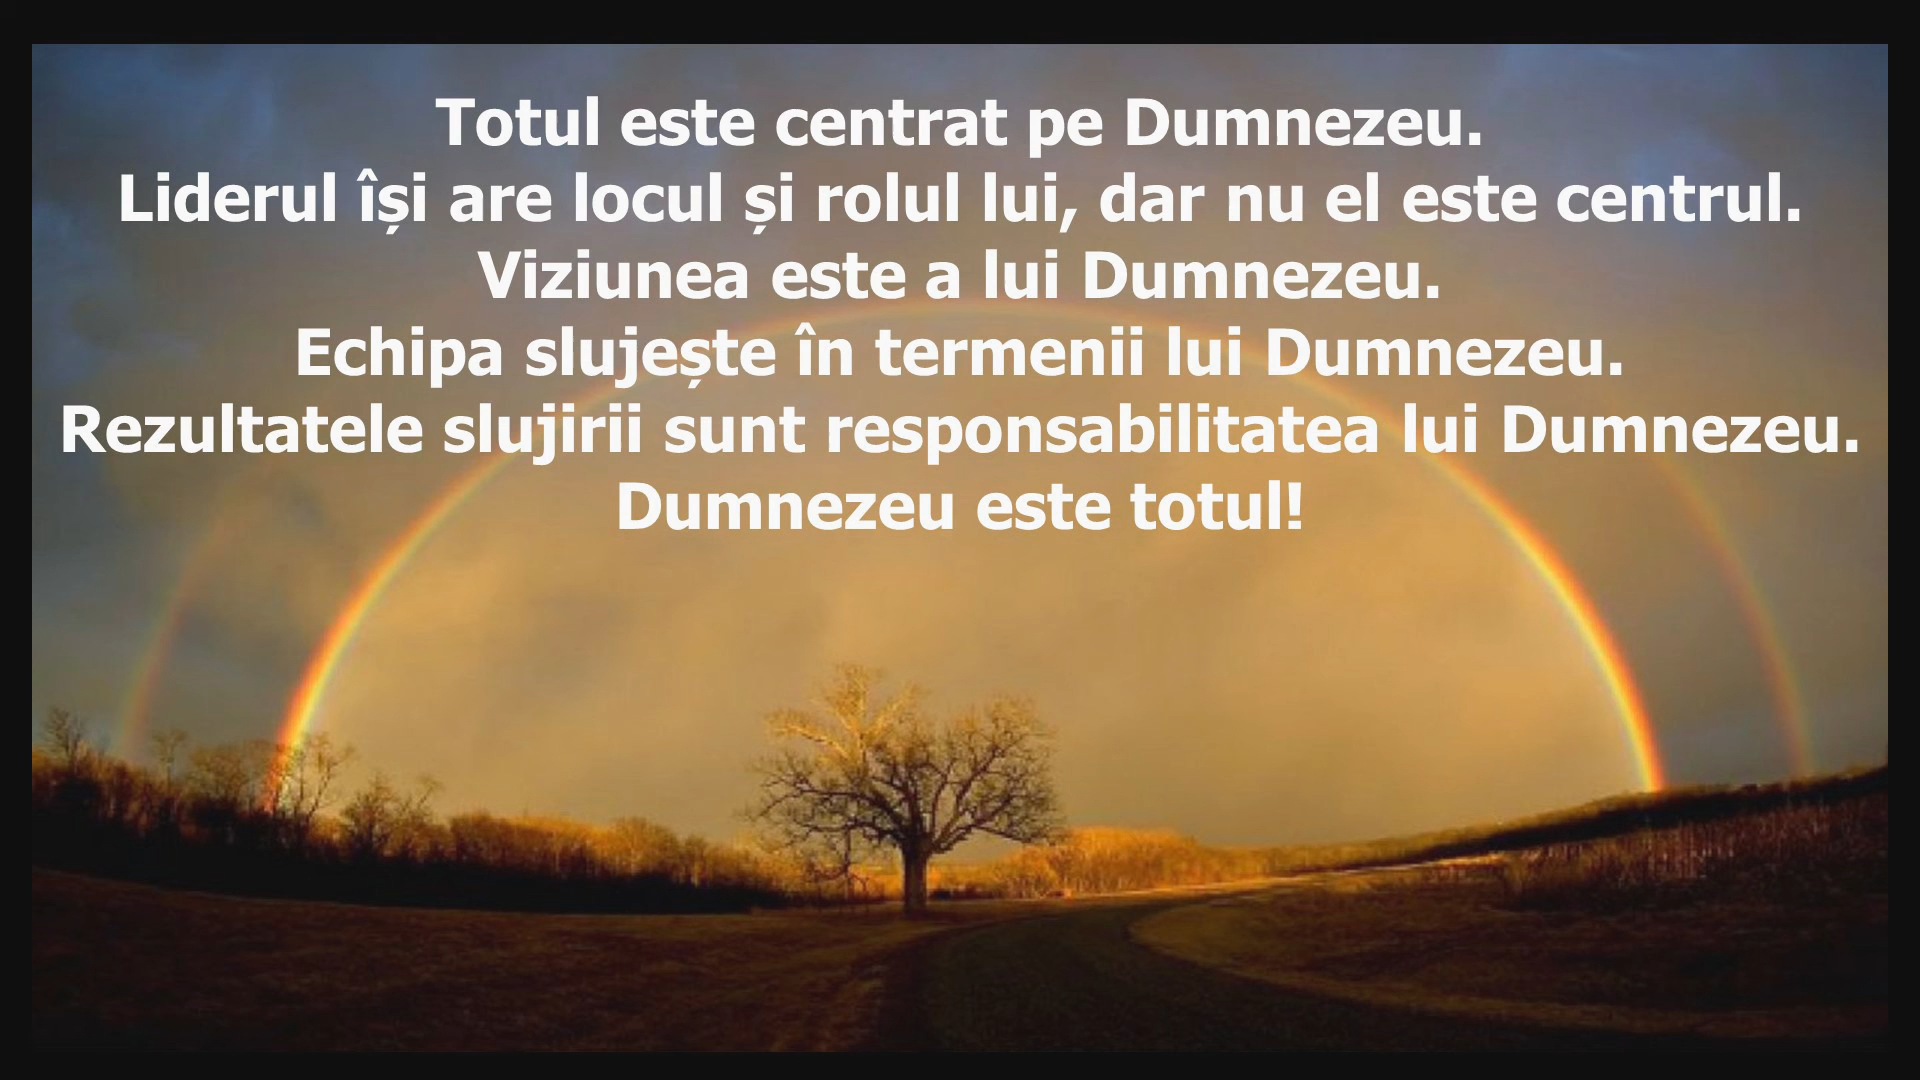 Totul este centrat pe Dumnezeu.
Liderul își are locul și rolul lui, dar nu el este centrul.
Viziunea este a lui Dumnezeu.
Echipa slujește în termenii lui Dumnezeu.
Rezultatele slujirii sunt responsabilitatea lui Dumnezeu.
Dumnezeu este totul!